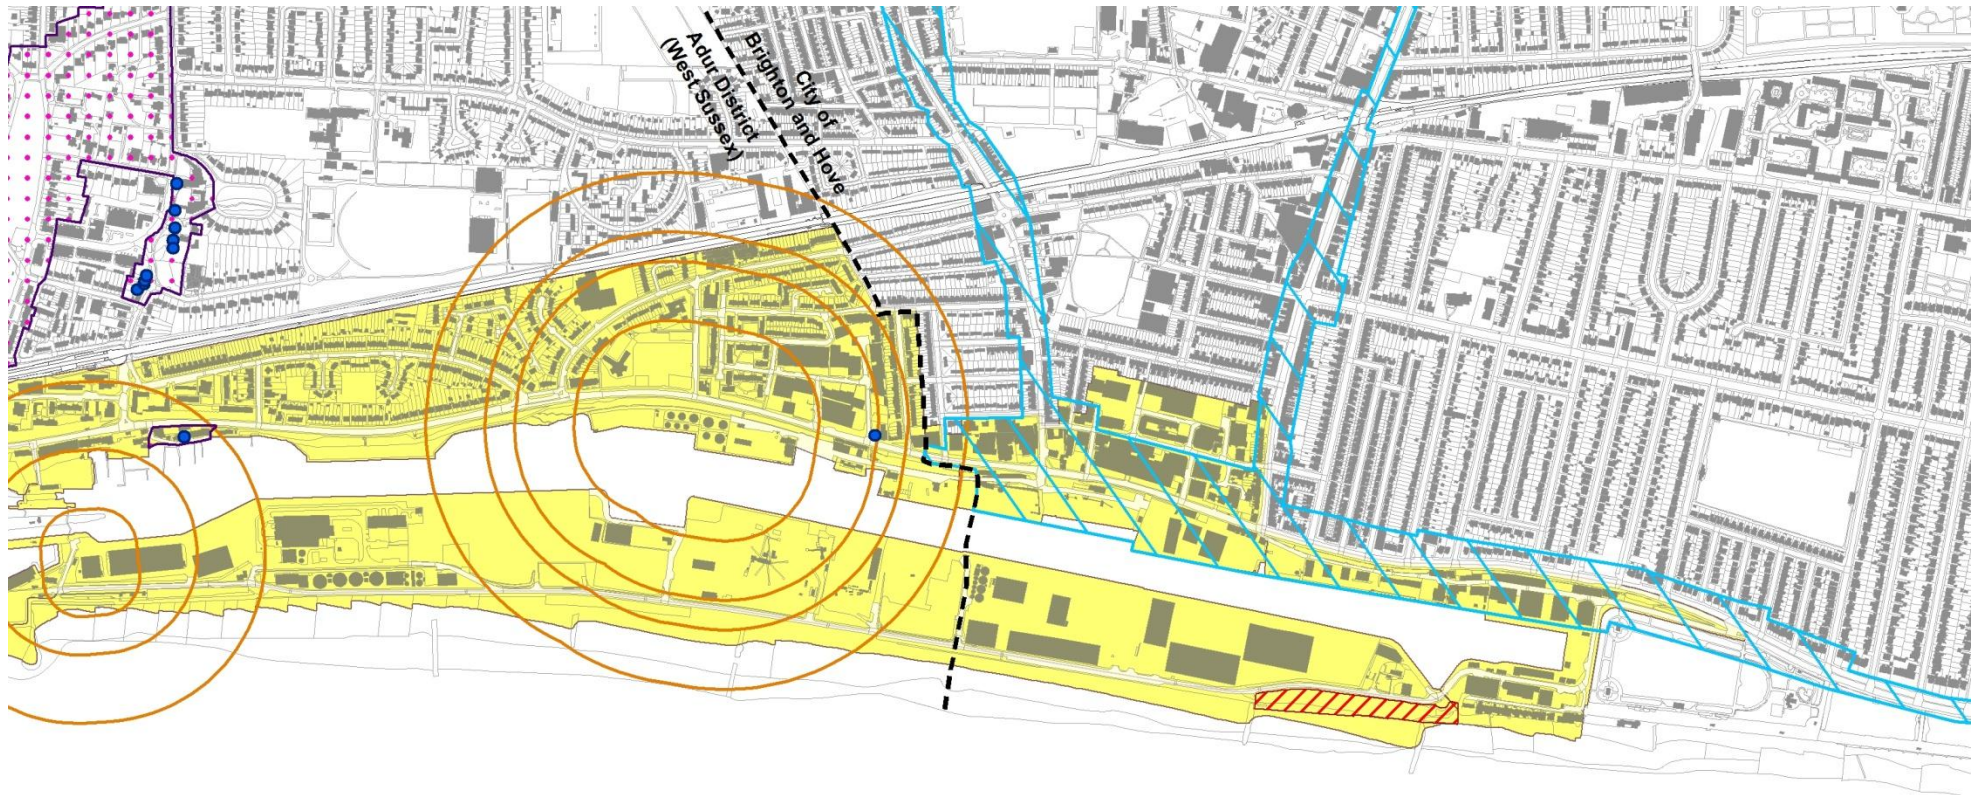 City of
Brighton and Hove
Adur District
(West Sussex)